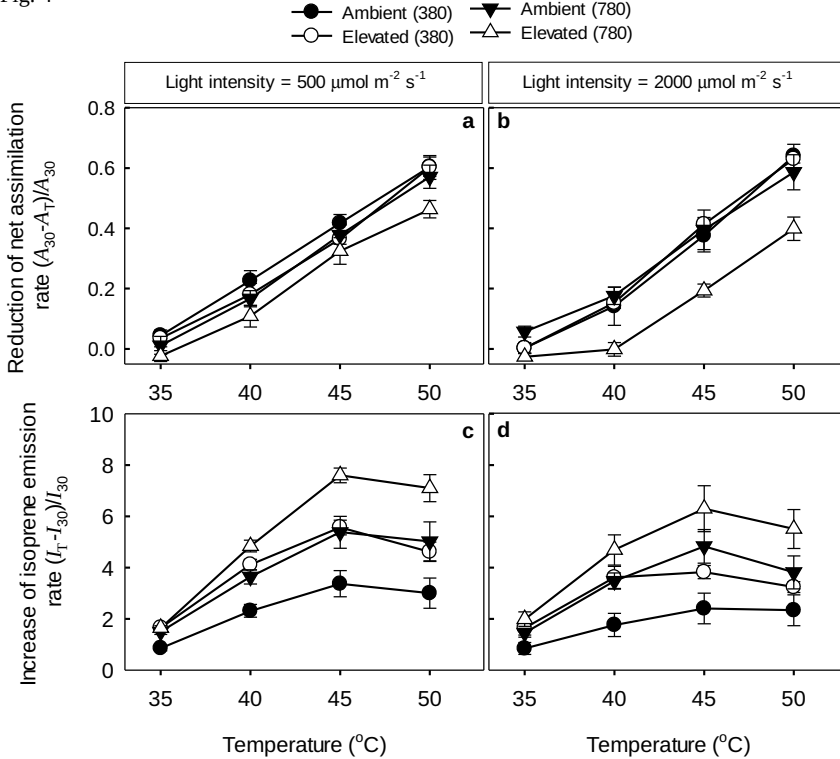 Ambient (380) Ambient (780)
Elevated (380) Elevated (780)
Light intensity = 500 μmol m⁻² s⁻¹ Light intensity = 2000 μmol m⁻² s⁻¹
Reduction of net assimilation
rate (A₃₀-A_T)/A₃₀
0.8
0.6
0.4
0.2
0.0
a
b
35 40 45 50 35 40 45 50
Increase of isoprene emission
rate (I_T-I₃₀)/I₃₀
10
8
6
4
2
0
c
d
35 40 45 50 35 40 45 50
Temperature (°C) Temperature (°C)